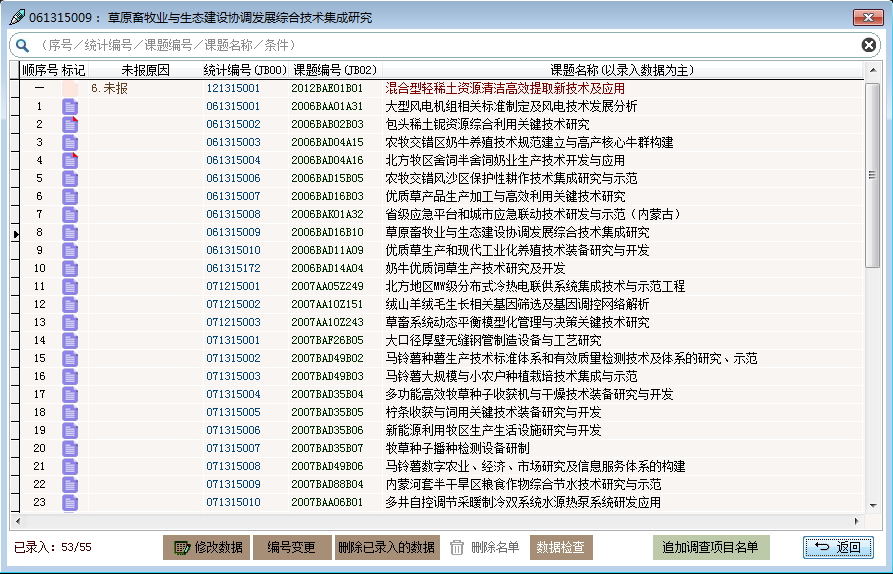 061315009： 草原畜牧业与生态建设协调发展综合技术集成研究
（序号／统计编号／课题编号／课题名称／条件）
顺序号 标记 未报原因 统计编号(JB00) 课题编号(JB02) 课题名称(以录入数据为主)
一 6.未报 121315001 2012BAE01B01 混合型轻稀土资源清洁高效提取新技术及应用
1 061315001 2006BAA01A31 大型风电机组相关标准制定及风电技术发展分析
2 061315002 2006BAB02B03 包头稀土铌资源综合利用关键技术研究
3 061315003 2006BAD04A15 农牧交错区奶牛养殖技术规范建立与高产核心牛群构建
4 061315004 2006BAD04A16 北方牧区舍饲半舍饲奶业生产技术开发与应用
5 061315006 2006BAD15B05 农牧交错风沙区保护性耕作技术集成研究与示范
6 061315007 2006BAD16B03 优质草产品生产加工与高效利用关键技术研究
7 061315008 2006BAK01A32 省级应急平台和城市应急联动技术研发与示范（内蒙古）
8 061315009 2006BAD16B10 草原畜牧业与生态建设协调发展综合技术集成研究
9 061315010 2006BAD11A09 优质草生产和现代工业化养殖技术装备研究与开发
10 061315172 2006BAD14A04 奶牛优质词草生产技术研究及开发
11 071215001 2007AA05Z249 北方地区MW级分布式冷热电联供系统集成技术与示范工程
12 071215002 2007AA10Z151 绒山羊绒毛生长相关基因筛选及基因调控网络解析
13 071215003 2007AA10Z243 草畜系统动态平衡模型化管理与决策关键技术研究
14 071315001 2007BAF26B05 大口径厚壁无缝钢管制造设备与工艺研究
15 071315002 2007BAD49B02 马铃薯种薯生产技术标准体系和有效质量检测技术及体系的研究、示范
16 071315003 2007BAD49B03 马铃薯大规模与小农户种植栽培技术集成与示范
17 071315004 2007BAD35B04 多功能高效牧草种子收获机与干燥技术装备研究与开发
18 071315005 2007BAD35B05 柠条收获与饲用关键技术装备研究与开发
19 071315006 2007BAD35B06 新能源利用牧区生产生活设施研究与开发
20 071315007 2007BAD35B07 牧草种子播种检测设备研制
21 071315008 2007BAD49B06 马铃薯数字农业、经济、市场研究及信息服务体系的构建
22 071315009 2007BAD88B04 内蒙河套半干旱区粮食作物综合节水技术研究与示范
23 071315010 2007BAA06B01 多井自控调节采暖制冷双系统水源热泵系统研发应用
已录入：53/55 修改数据 编号变更 删除已录入的数据 删除名单 数据检查 追加调查项目名单 返回